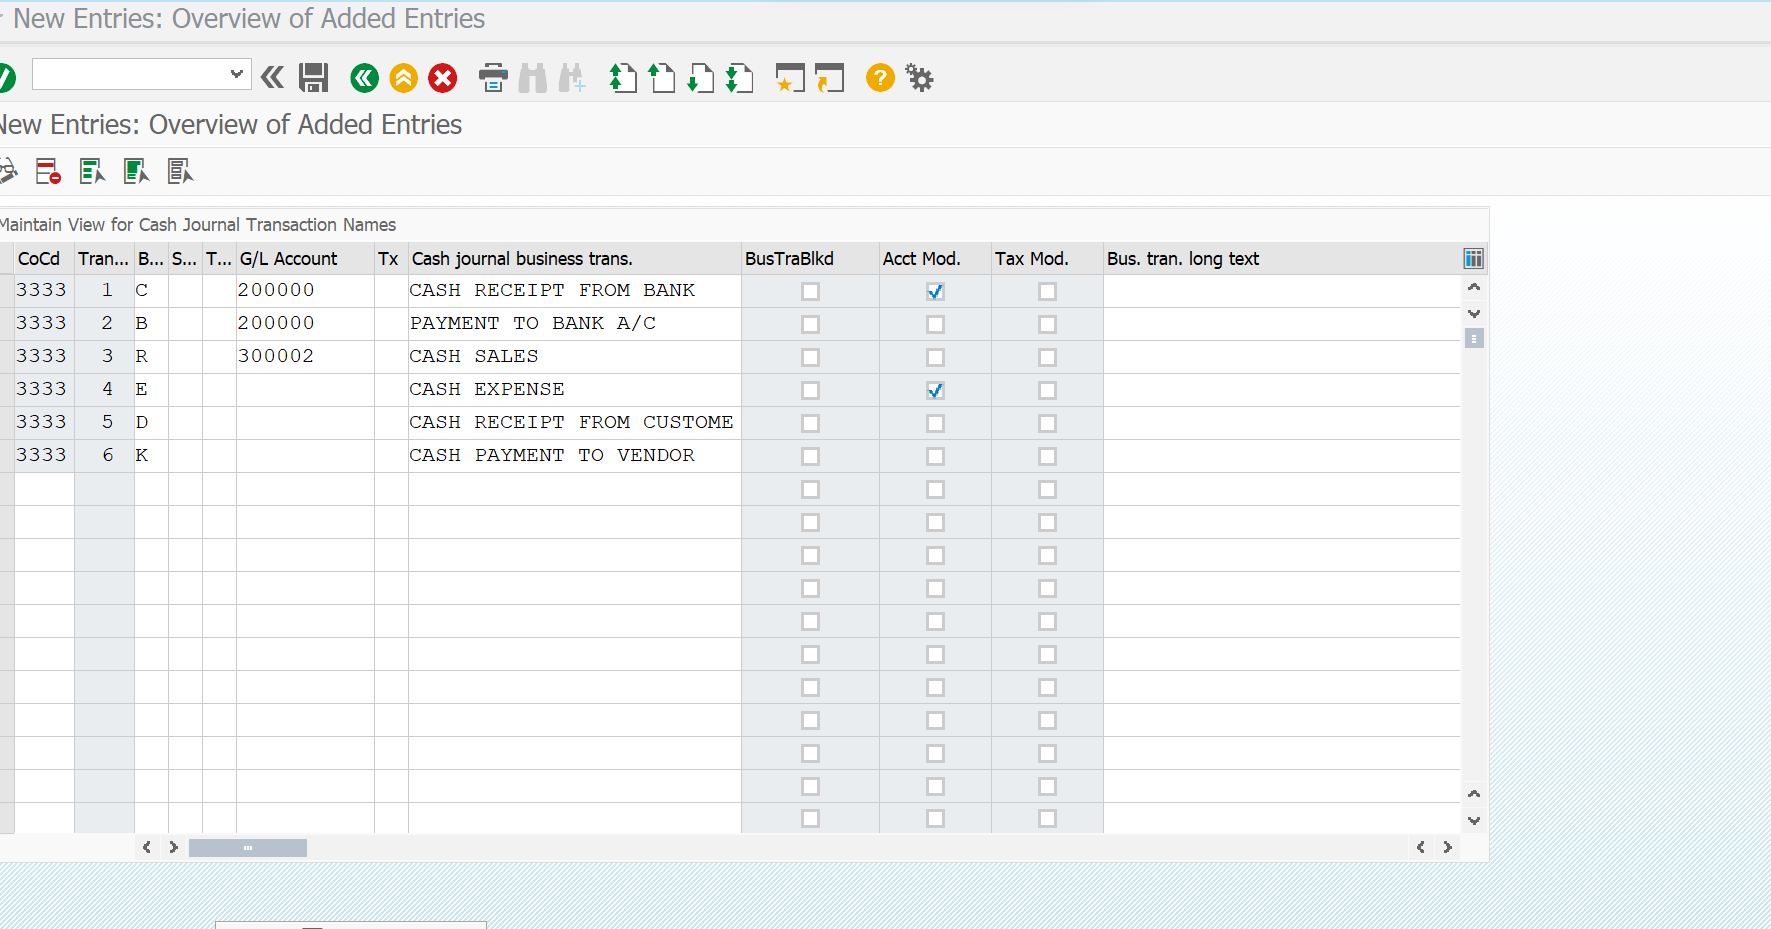 New Entries: Overview of Added Entries
New Entries: Overview of Added Entries
Maintain View for Cash Journal Transaction Names
CoCd Tran... B... S... T... G/L Account Tx Cash journal business trans. BusTraBlkd Acct Mod. Tax Mod. Bus. tran. long text
3333 1 C 200000 CASH RECEIPT FROM BANK
3333 2 B 200000 PAYMENT TO BANK A/C
3333 3 R 300002 CASH SALES
3333 4 E CASH EXPENSE
3333 5 D CASH RECEIPT FROM CUSTOME
3333 6 K CASH PAYMENT TO VENDOR